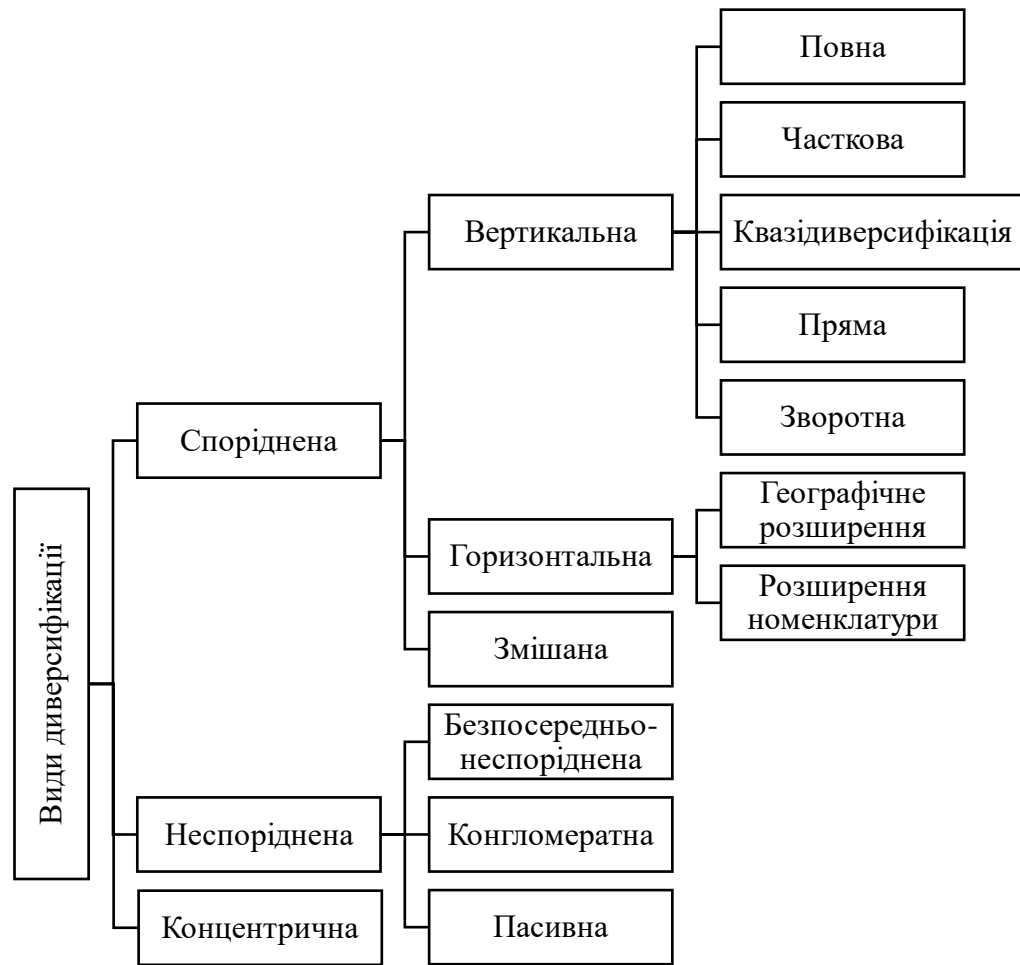 Види диверсифікації
Споріднена
Вертикальна
Повна
Часткова
Квазідиверсифікація
Пряма
Зворотна
Горизонтальна
Географічне
розширення
Розширення
номенклатури
Змішана
Неспоріднена
Безпосередньо-
неспоріднена
Конгломератна
Пасивна
Концентрична